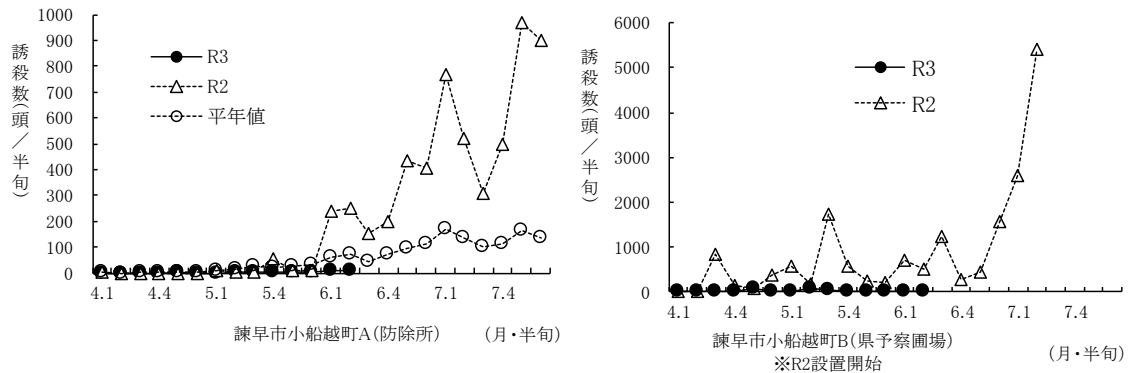 1000
900
800
700
600
500
400
300
200
100
0
誘殺数(頭/半旬)
R3
R2
平年値
4.1 4.4 5.1 5.4 6.1 6.4 7.1 7.4
諫早市小船越町A(防除所) (月・半旬)
6000
5000
4000
3000
2000
1000
0
誘殺数(頭/半旬)
R3
R2
4.1 4.4 5.1 5.4 6.1 6.4 7.1 7.4
諫早市小船越町B(県予察圃場)
※R2設置開始
(月・半旬)